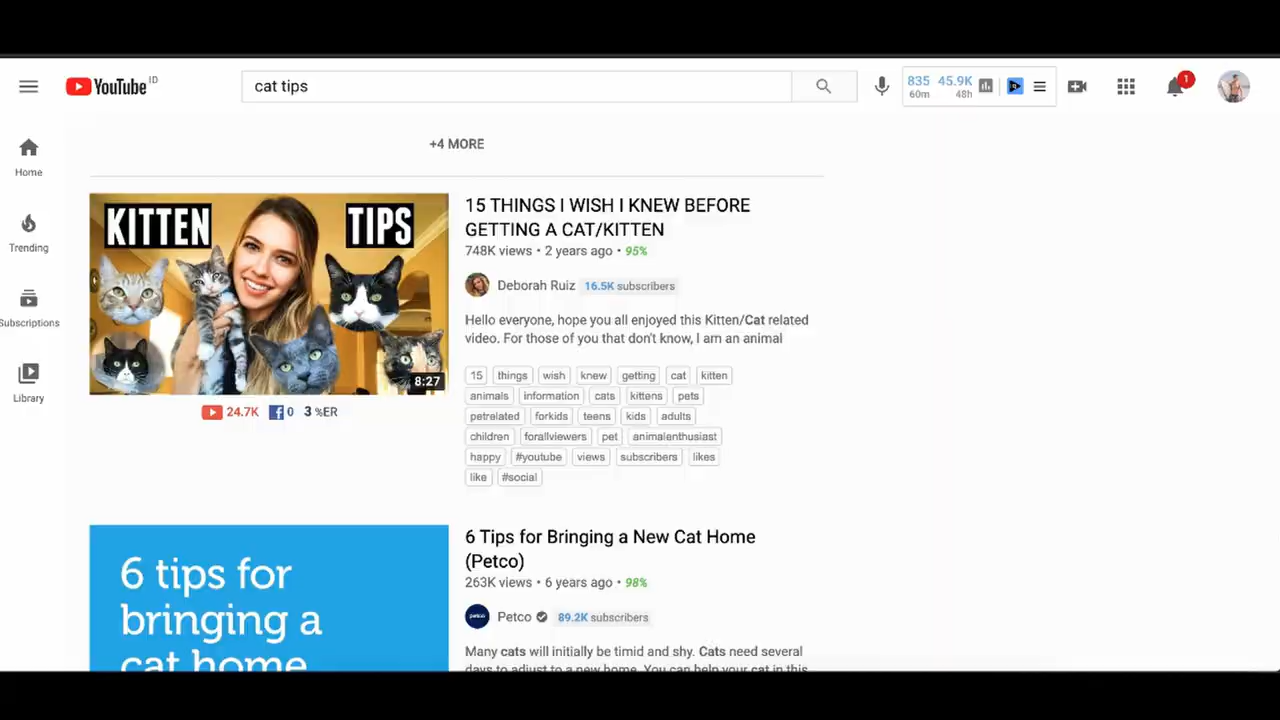 YouTube ID
cat tips
835 45.9K
60m 48h
1
Home
Trending
Subscriptions
Library
+4 MORE
KITTEN TIPS
8:27
24.7K 0 3 %ER
15 THINGS I WISH I KNEW BEFORE
GETTING A CAT/KITTEN
748K views • 2 years ago • 95%
Deborah Ruiz 16.5K subscribers
Hello everyone, hope you all enjoyed this Kitten/Cat related
video. For those of you that don't know, I am an animal
15 things wish knew getting cat kitten
animals information cats kittens pets
petrelated forkids teens kids adults
children forallviewers pet animalenthusiast
happy #youtube views subscribers likes
like #social
6 tips for
bringing a
cat home
6 Tips for Bringing a New Cat Home
(Petco)
263K views • 6 years ago • 98%
petco
Petco 89.2K subscribers
Many cats will initially be timid and shy. Cats need several
days to adjust to a new home. You can help your cat in this